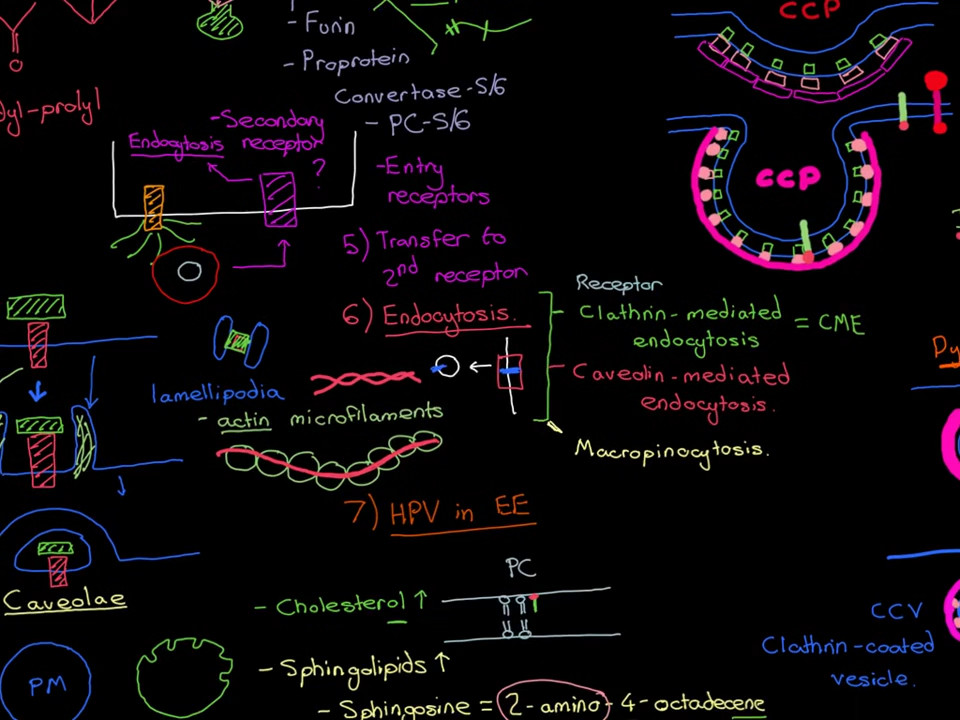 CCP
- Furin
- Proprotein
Convertase-5/6
- PC-5/6
dyl-prolyl
-Secondary
receptor
Endocytosis
?
-Entry
receptors
CCP
5) Transfer to
2nd receptor
6) Endocytosis.
Receptor
Clathrin-mediated
endocytosis
= CME
Caveolin-mediated
endocytosis.
Macropinocytosis.
lamellipodia
- actin microfilaments
Dy
7) HPV in EE
Caveolae
PC
- Cholesterol ↑
- Sphingolipids ↑
- Sphingosine = 2-amino-4-octadecene
PM
CCV
Clathrin-coated
vesicle.